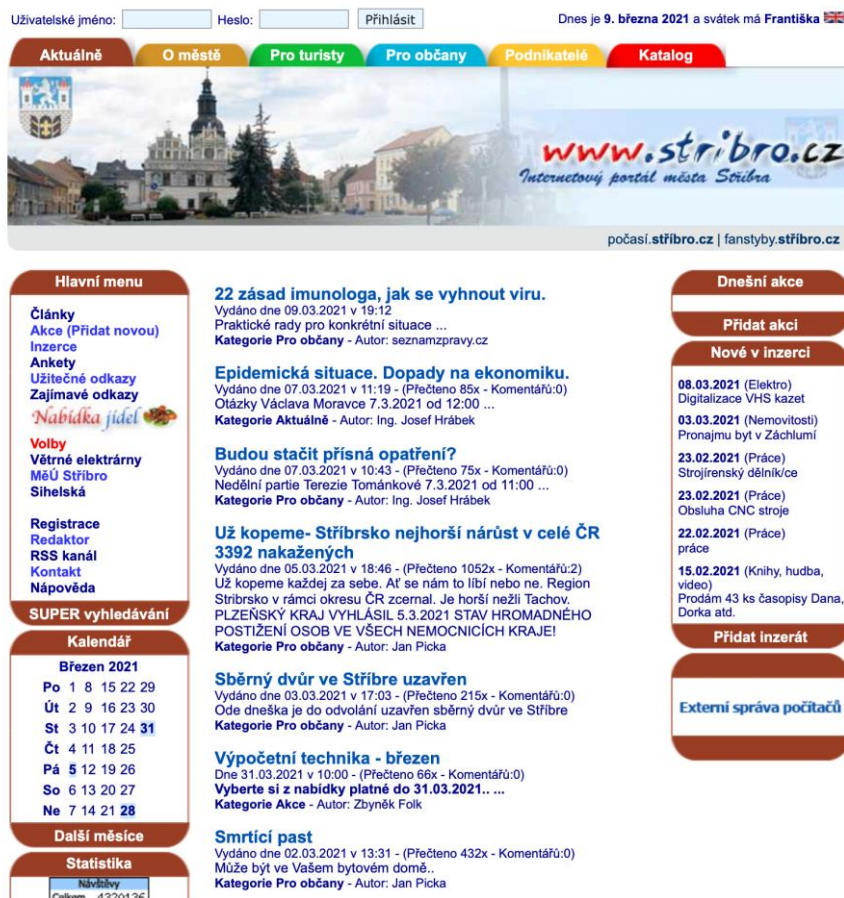 Uživatelské jméno: Heslo: Přihlásit
Dnes je 9. března 2021 a svátek má Františka
Aktuálně O městě Pro turisty Pro občany Podnikatelé Katalog
www.stribro.cz
Internetový portál města Stříbra
počasí.stříbro.cz | fanstyby.stříbro.cz
Hlavní menu
Články
Akce (Přidat novou)
Inzerce
Ankety
Užitečné odkazy
Zajímavé odkazy
Nabídka jídel
Volby
Větrné elektrárny
MěÚ Stříbro
Sihelská
Registrace
Redaktor
RSS kanál
Kontakt
Nápověda
SUPER vyhledávání
Kalendář
Březen 2021
Po 1 8 15 22 29
Út 2 9 16 23 30
St 3 10 17 24 31
Čt 4 11 18 25
Pá 5 12 19 26
So 6 13 20 27
Ne 7 14 21 28
Další měsíce
Statistika
Návštěvy
Celkem 4320136
22 zásad imunologa, jak se vyhnout viru.
Vydáno dne 09.03.2021 v 19:12
Praktické rady pro konkrétní situace ...
Kategorie Pro občany - Autor: seznamzpravy.cz
Epidemická situace. Dopady na ekonomiku.
Vydáno dne 07.03.2021 v 11:19 - (Přečteno 85x - Komentářů:0)
Otázky Václava Moravce 7.3.2021 od 12:00 ...
Kategorie Aktuálně - Autor: Ing. Josef Hrábek
Budou stačit přísná opatření?
Vydáno dne 07.03.2021 v 10:43 - (Přečteno 75x - Komentářů:0)
Nedělní partie Terezie Tománkové 7.3.2021 od 11:00 ...
Kategorie Pro občany - Autor: Ing. Josef Hrábek
Už kopeme- Stříbrsko nejhorší nárůst v celé ČR
3392 nakažených
Vydáno dne 05.03.2021 v 18:46 - (Přečteno 1052x - Komentářů:2)
Už kopeme každej za sebe. Ať se nám to líbí nebo ne. Region
Stribrsko v rámci okresu ČR zcernal. Je horší nežli Tachov.
PLZEŇSKÝ KRAJ VYHLÁSIL 5.3.2021 STAV HROMADNÉHO
POSTIŽENÍ OSOB VE VŠECH NEMOCNICÍCH KRAJE!
Kategorie Pro občany - Autor: Jan Picka
Sběrný dvůr ve Stříbre uzavřen
Vydáno dne 03.03.2021 v 17:03 - (Přečteno 215x - Komentářů:0)
Ode dneška je do odvolání uzavřen sběrný dvůr ve Stříbre
Kategorie Pro občany - Autor: Jan Picka
Výpočetní technika - březen
Dne 31.03.2021 v 10:00 - (Přečteno 66x - Komentářů:0)
Vyberte si z nabídky platné do 31.03.2021.. ...
Kategorie Akce - Autor: Zbyněk Folk
Smrtící past
Vydáno dne 02.03.2021 v 13:31 - (Přečteno 432x - Komentářů:0)
Může být ve Vašem bytovém domě..
Kategorie Pro občany - Autor: Jan Picka
Dnešní akce
Přidat akci
Nové v inzerci
08.03.2021 (Elektro)
Digitalizace VHS kazet
03.03.2021 (Nemovitosti)
Pronajmu byt v Záchlumí
23.02.2021 (Práce)
Strojírenský dělník/ce
23.02.2021 (Práce)
Obsluha CNC stroje
22.02.2021 (Práce)
práce
15.02.2021 (Knihy, hudba,
video)
Prodám 43 ks časopisy Dana,
Dorka atd.
Přidat inzerát
Externí správa počítačů